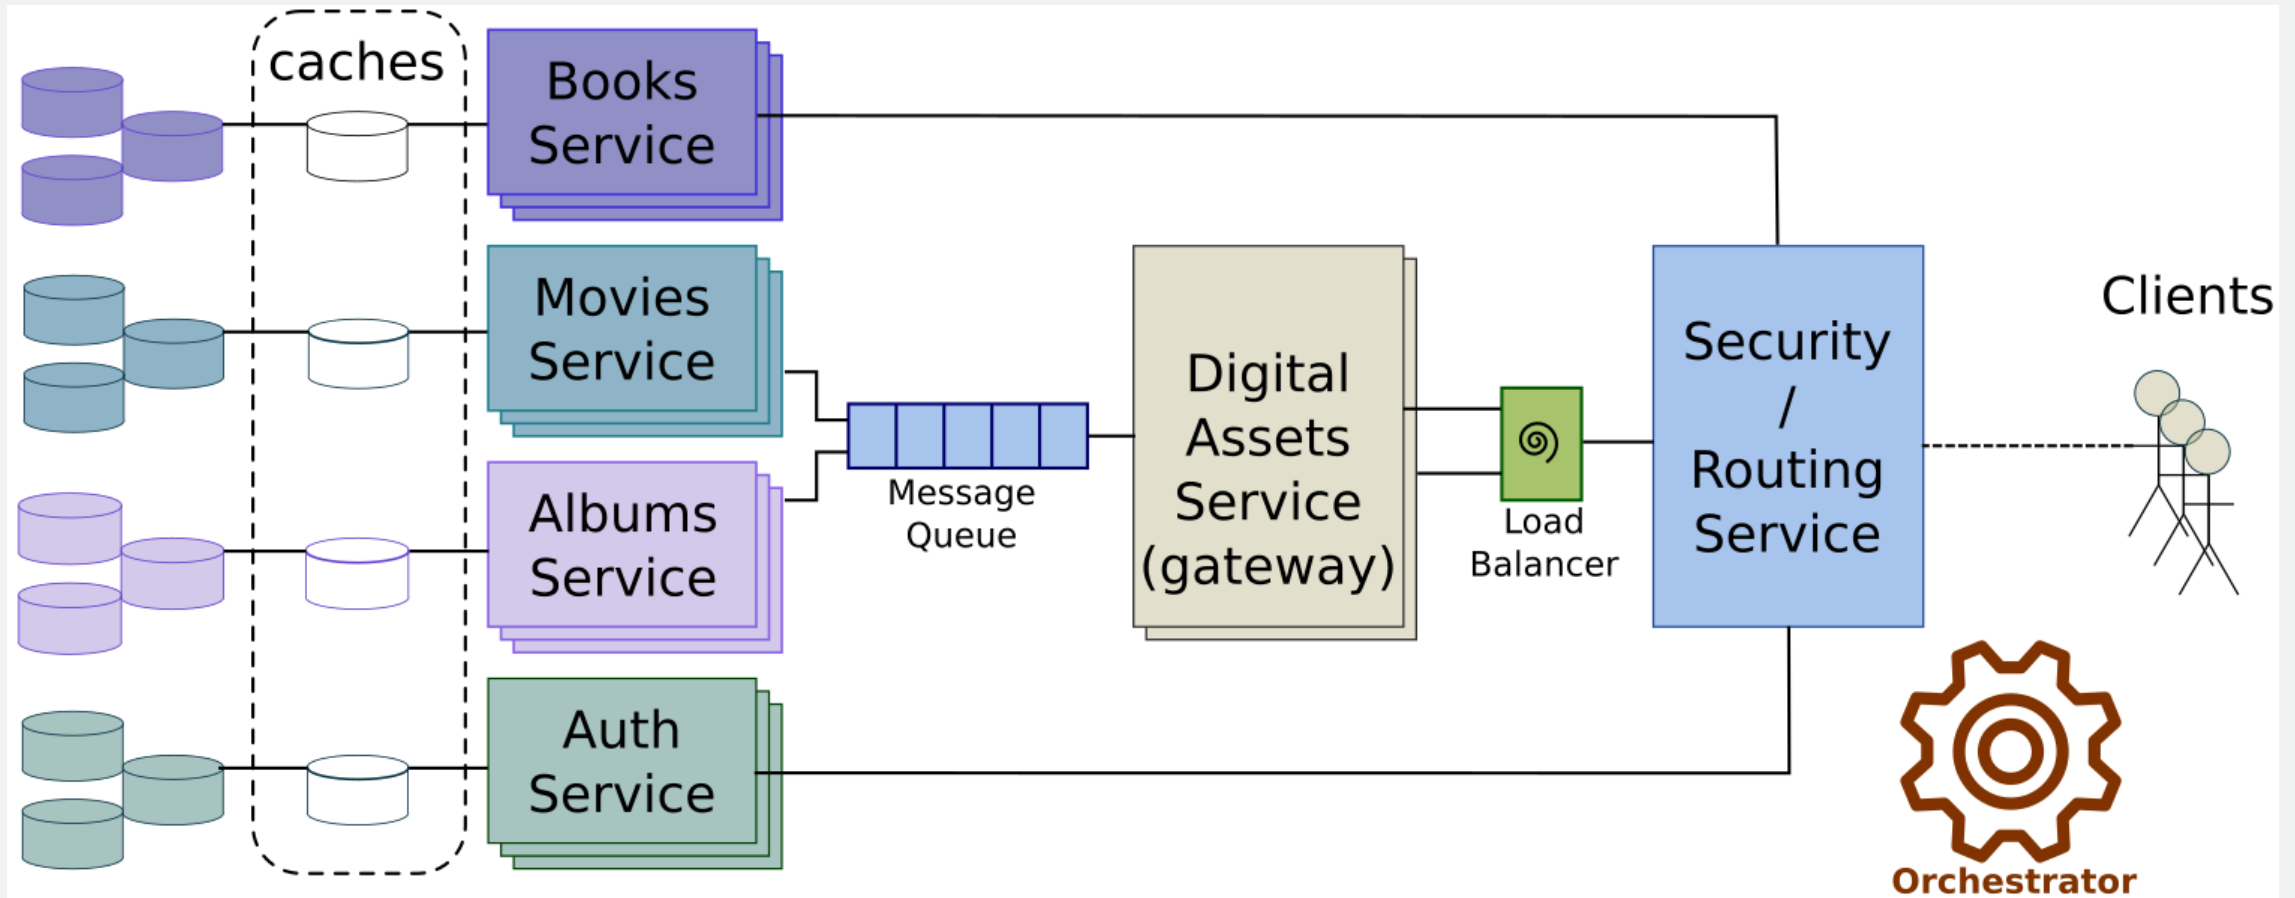 caches
Books
Service
Movies
Service
Albums
Service
Auth
Service
Message
Queue
Digital
Assets
Service
(gateway)
Load
Balancer
Security
/
Routing
Service
Clients
Orchestrator